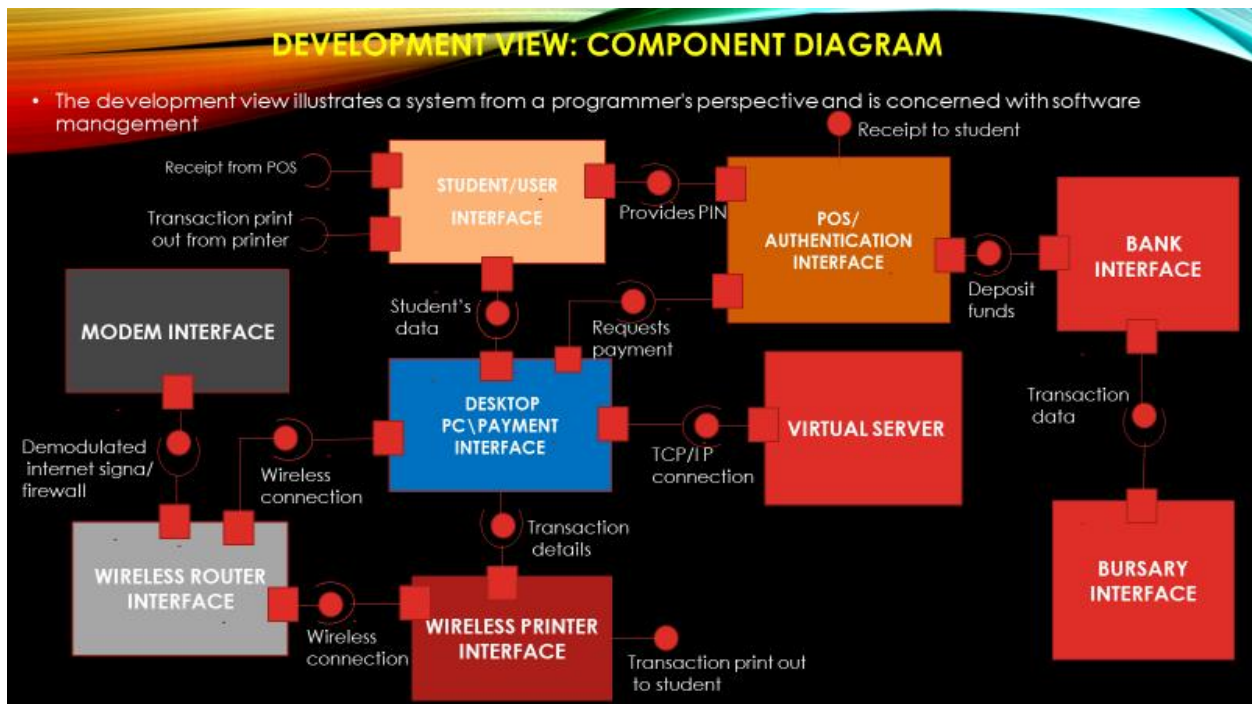 DEVELOPMENT VIEW: COMPONENT DIAGRAM
• The development view illustrates a system from a programmer's perspective and is concerned with software
management
Receipt to student
Receipt from POS
STUDENT/USER
INTERFACE
Provides PIN
POS/
AUTHENTICATION
INTERFACE
Transaction print
out from printer
BANK
INTERFACE
Deposit
funds
MODEM INTERFACE
Student's
data
Requests
payment
DESKTOP
PC\PAYMENT
INTERFACE
VIRTUAL SERVER
Transaction
data
Demodulated
internet signa/
firewall
Wireless
connection
TCP/IP
connection
Transaction
details
WIRELESS ROUTER
INTERFACE
BURSARY
INTERFACE
Wireless
connection
WIRELESS PRINTER
INTERFACE
Transaction print out
to student